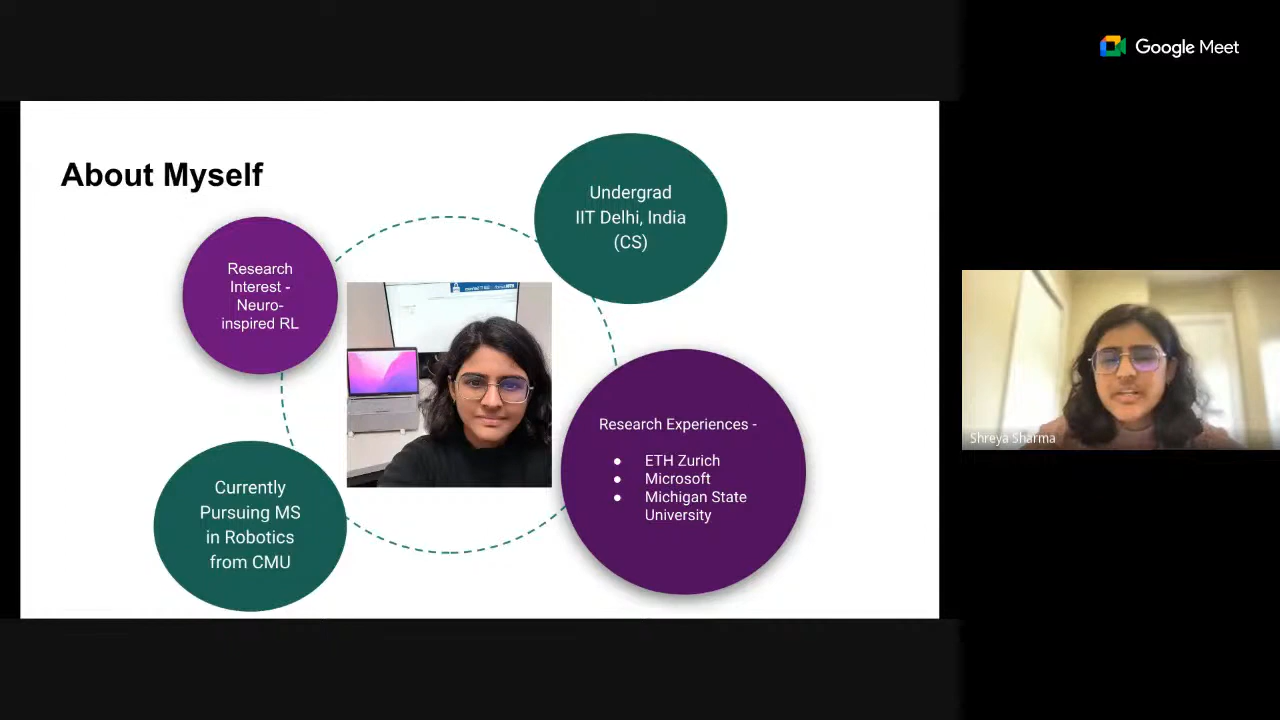 Google Meet
About Myself
Undergrad
IIT Delhi, India
(CS)
Research
Interest -
Neuro-
inspired RL
Research Experiences -
● ETH Zurich
● Microsoft
● Michigan State
University
Currently
Pursuing MS
in Robotics
from CMU
Shreya Sharma